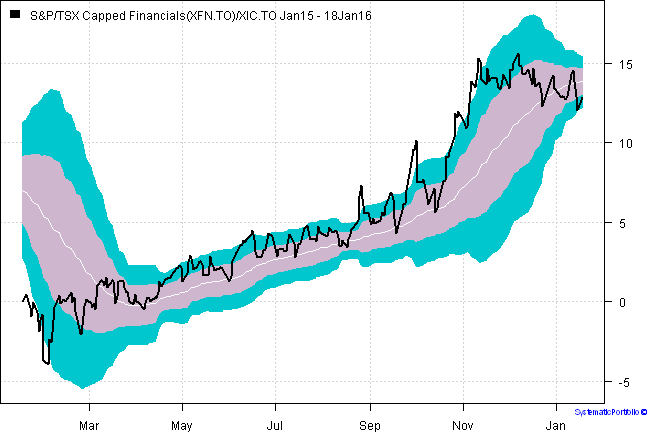 S&P/TSX Capped Financials(XFN.TO)/XIC.TO Jan15 - 18Jan16
15
10
5
0
-5
Mar May Jul Sep Nov Jan
SystematicPortfolio ©